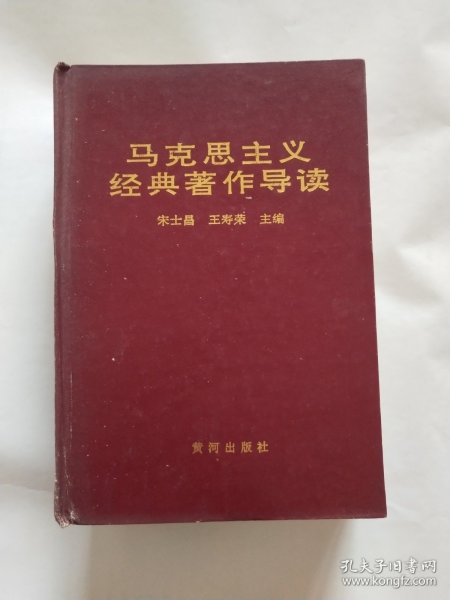 马克思主义
经典著作导读
宋士昌 王寿荣 主编
黄河出版社
孔夫子旧书网
www.kongfz.com